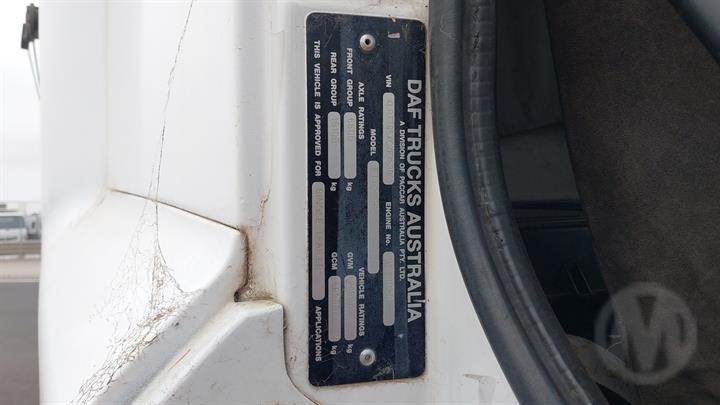 DAF TRUCKS AUSTRALIA
A DIVISION OF PACCAR AUSTRALIA PTY. LTD.
VIN ENGINE No.
MODEL
AXLE RATINGS VEHICLE RATINGS
FRONT GROUP kg GVM kg
REAR GROUP kg GCM kg
THIS VEHICLE IS APPROVED FOR APPLICATIONS
M